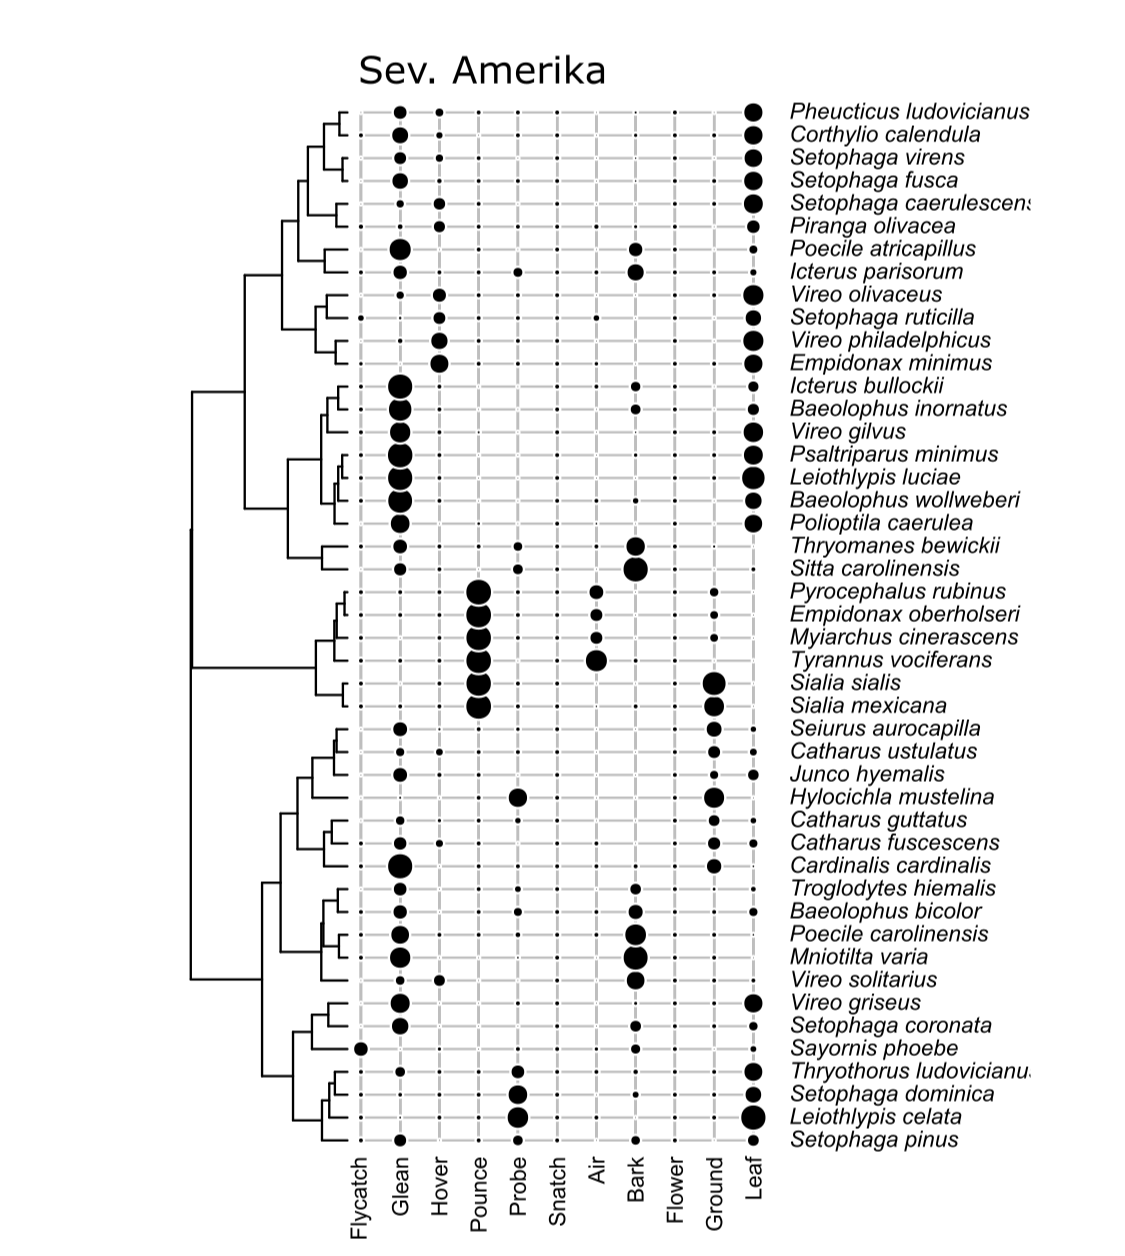 Sev. Amerika
Pheucticus ludovicianus
Corthylio calendula
Setophaga virens
Setophaga fusca
Setophaga caerulescens
Piranga olivacea
Poecile atricapillus
Icterus parisorum
Vireo olivaceus
Setophaga ruticilla
Vireo philadelphicus
Empidonax minimus
Icterus bullockii
Baeolophus inornatus
Vireo gilvus
Psaltriparus minimus
Leiothlypis luciae
Baeolophus wollweberi
Polioptila caerulea
Thryomanes bewickii
Sitta carolinensis
Pyrocephalus rubinus
Empidonax oberholseri
Myiarchus cinerascens
Tyrannus vociferans
Sialia sialis
Sialia mexicana
Seiurus aurocapilla
Catharus ustulatus
Junco hyemalis
Hylocichla mustelina
Catharus guttatus
Catharus fuscescens
Cardinalis cardinalis
Troglodytes hiemalis
Baeolophus bicolor
Poecile carolinensis
Mniotilta varia
Vireo solitarius
Vireo griseus
Setophaga coronata
Sayornis phoebe
Thryothorus ludovicianu
Setophaga dominica
Leiothlypis celata
Setophaga pinus
Flycatch
Glean
Hover
Pounce
Probe
Snatch
Air
Bark
Flower
Ground
Leaf